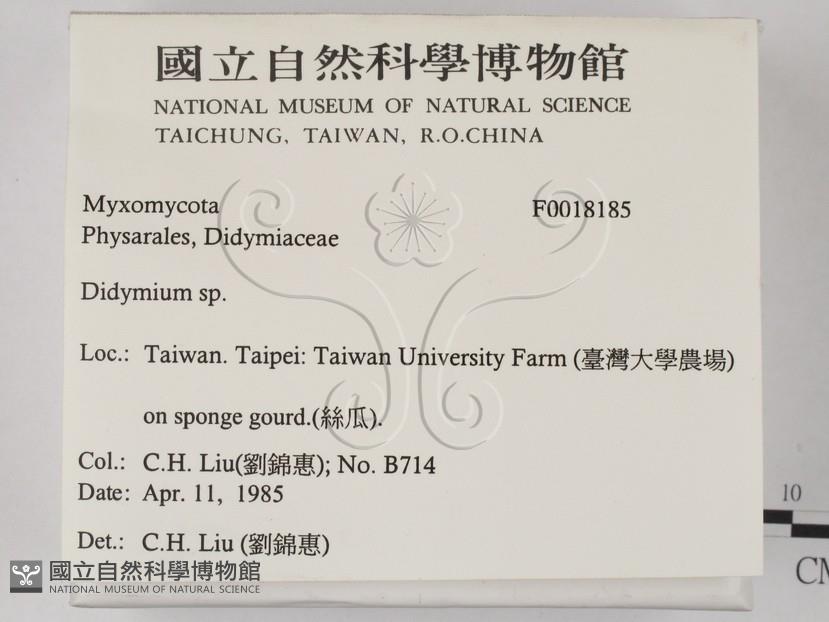 國立自然科學博物館
NATIONAL MUSEUM OF NATURAL SCIENCE
TAICHUNG, TAIWAN, R.O.CHINA
Myxomycota F0018185
Physarales, Didymiaceae
Didymium sp.
Loc.: Taiwan. Taipei: Taiwan University Farm (臺灣大學農場)
on sponge gourd.(絲瓜).
Col.: C.H. Liu(劉錦惠); No. B714
Date: Apr. 11, 1985
Det.: C.H. Liu (劉錦惠)
10
CM
國立自然科學博物館
NATIONAL MUSEUM OF NATURAL SCIENCE